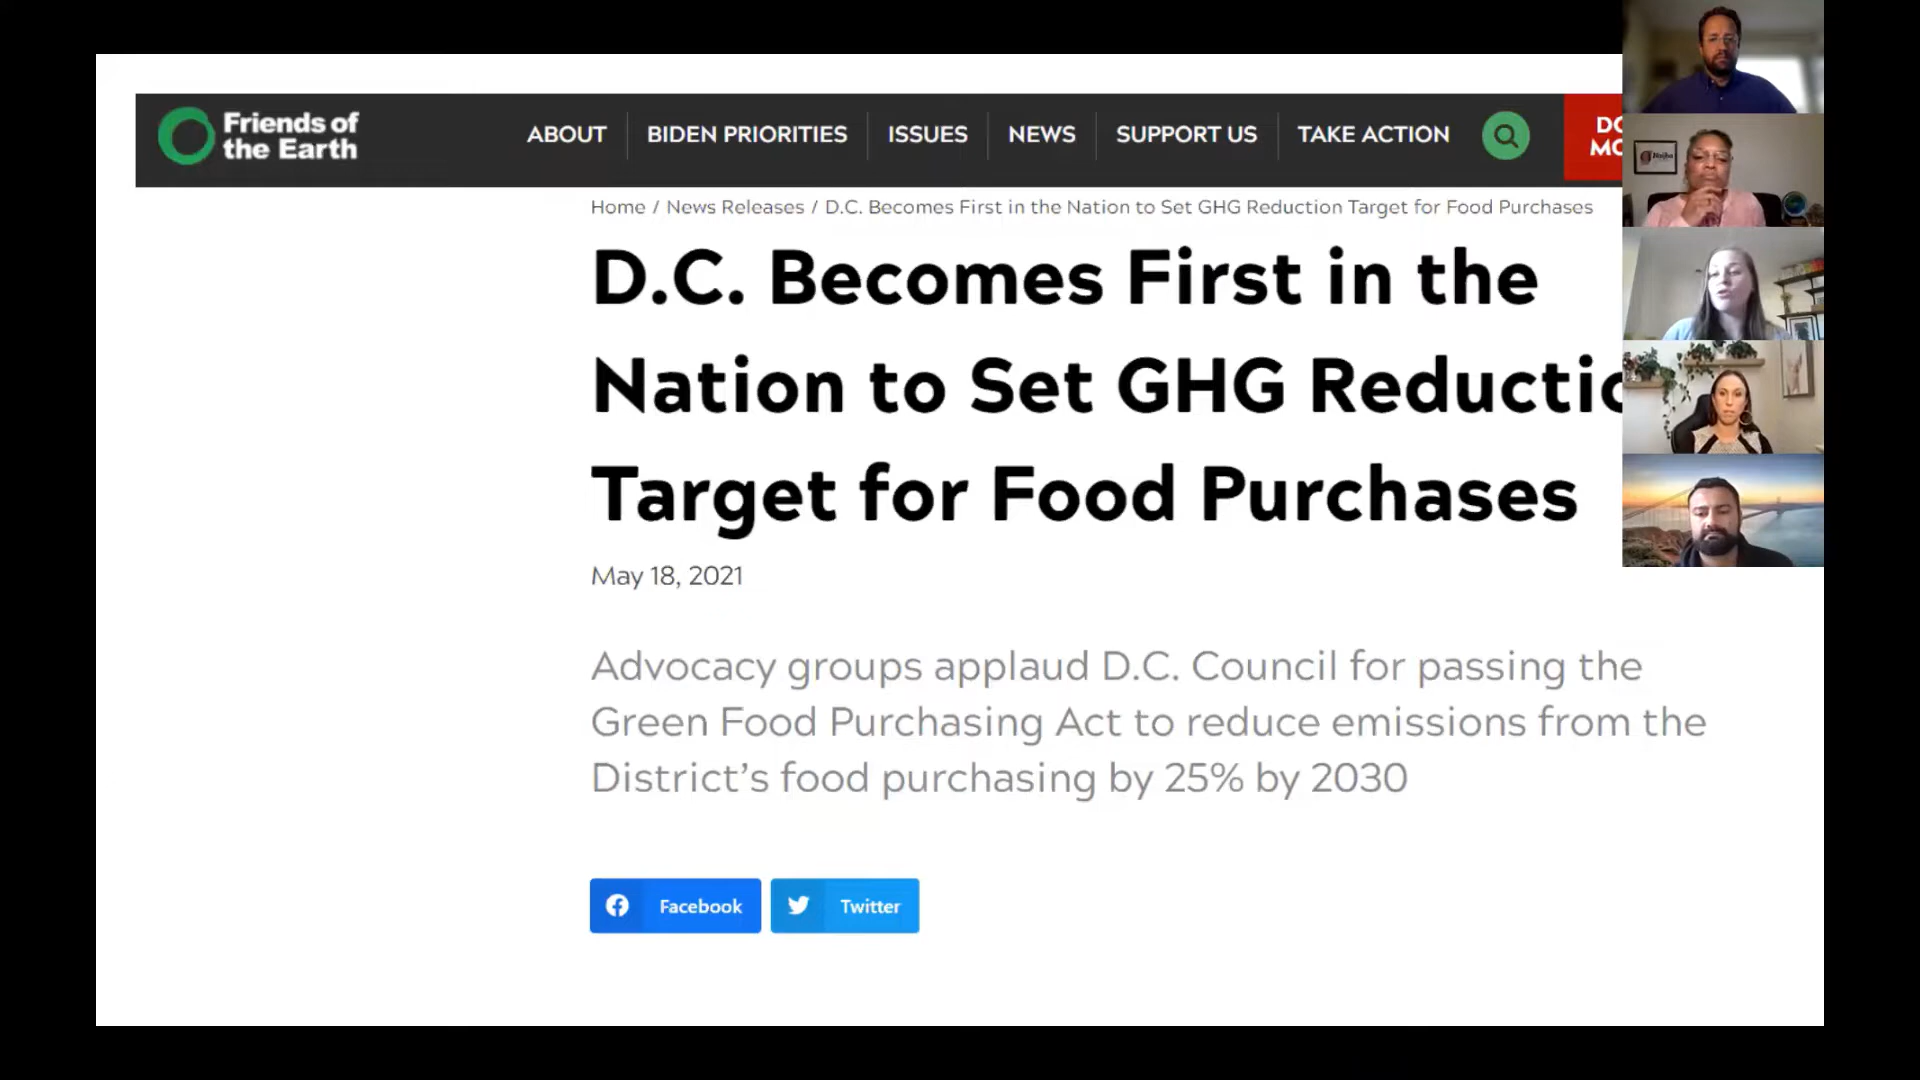 Friends of
the Earth
ABOUT
BIDEN PRIORITIES
ISSUES
NEWS
SUPPORT US
TAKE ACTION
Home / News Releases / D.C. Becomes First in the Nation to Set GHG Reduction Target for Food Purchases
D.C. Becomes First in the
Nation to Set GHG Reductio
Target for Food Purchases
May 18, 2021
Advocacy groups applaud D.C. Council for passing the
Green Food Purchasing Act to reduce emissions from the
District's food purchasing by 25% by 2030
Facebook
Twitter